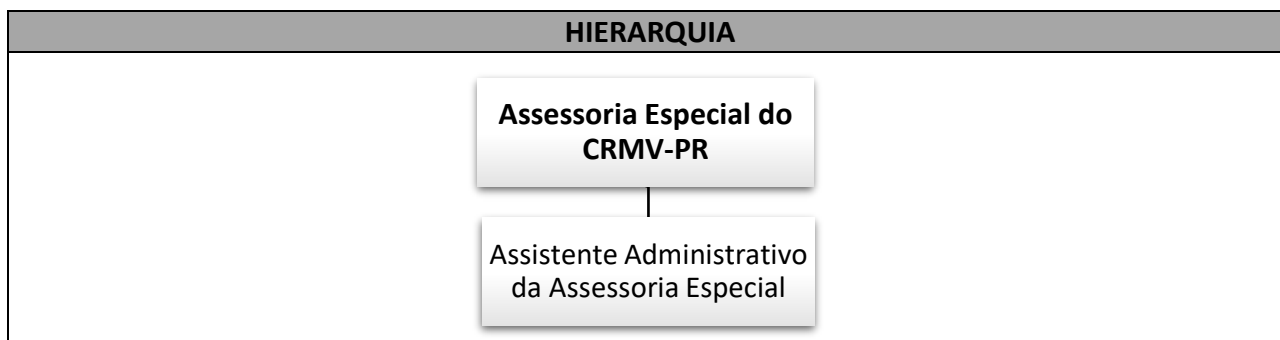 HIERARQUIA
Assessoria Especial do
CRMV-PR
Assistente Administrativo
da Assessoria Especial